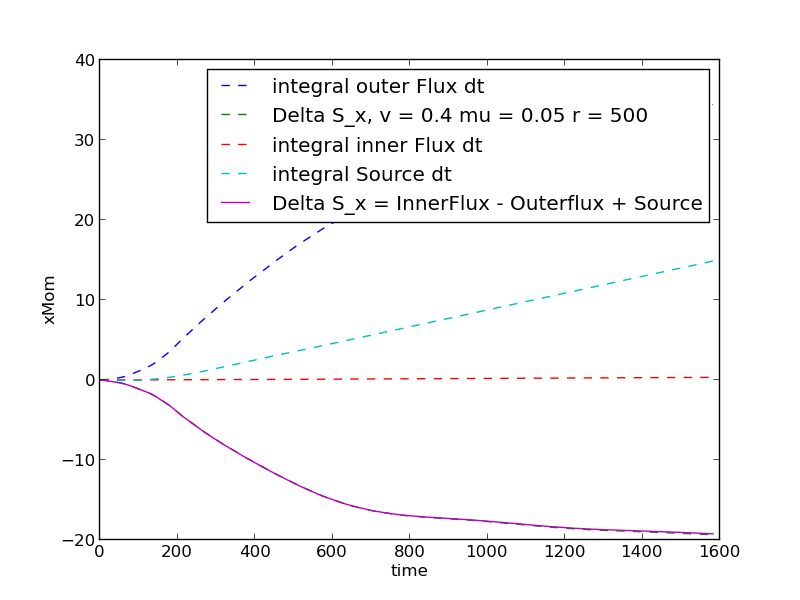 40
30
20
10
0
−10
−20
xMom
integral outer Flux dt
Delta S_x, v = 0.4 mu = 0.05 r = 500
integral inner Flux dt
integral Source dt
Delta S_x = InnerFlux - Outerflux + Source
0 200 400 600 800 1000 1200 1400 1600
time